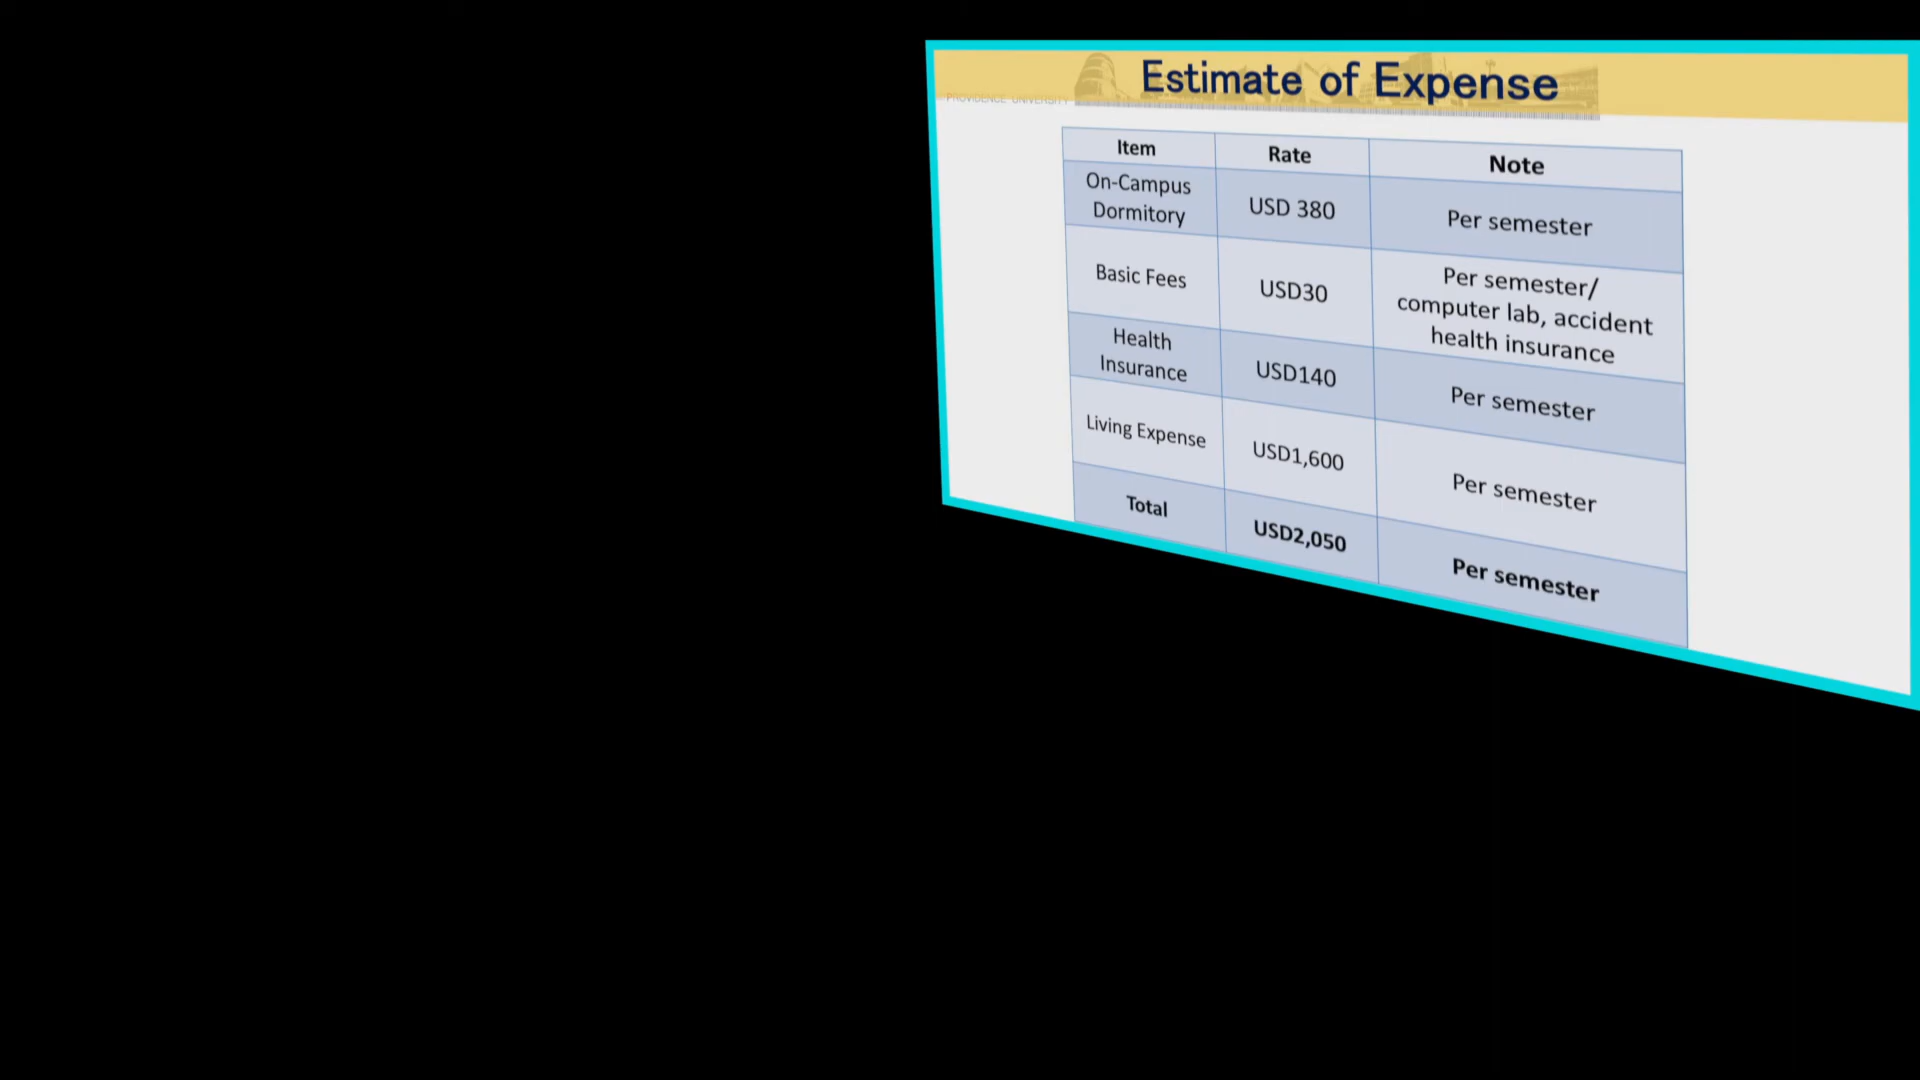 Estimate of Expense
PROVIDENCE UNIVERSITY
Item Rate Note
On-Campus
Dormitory
USD 380
Per semester
Basic Fees
USD30
Per semester/
computer lab, accident
health insurance
Health
Insurance
USD140
Per semester
Living Expense
USD1,600
Per semester
Total
USD2,050
Per semester